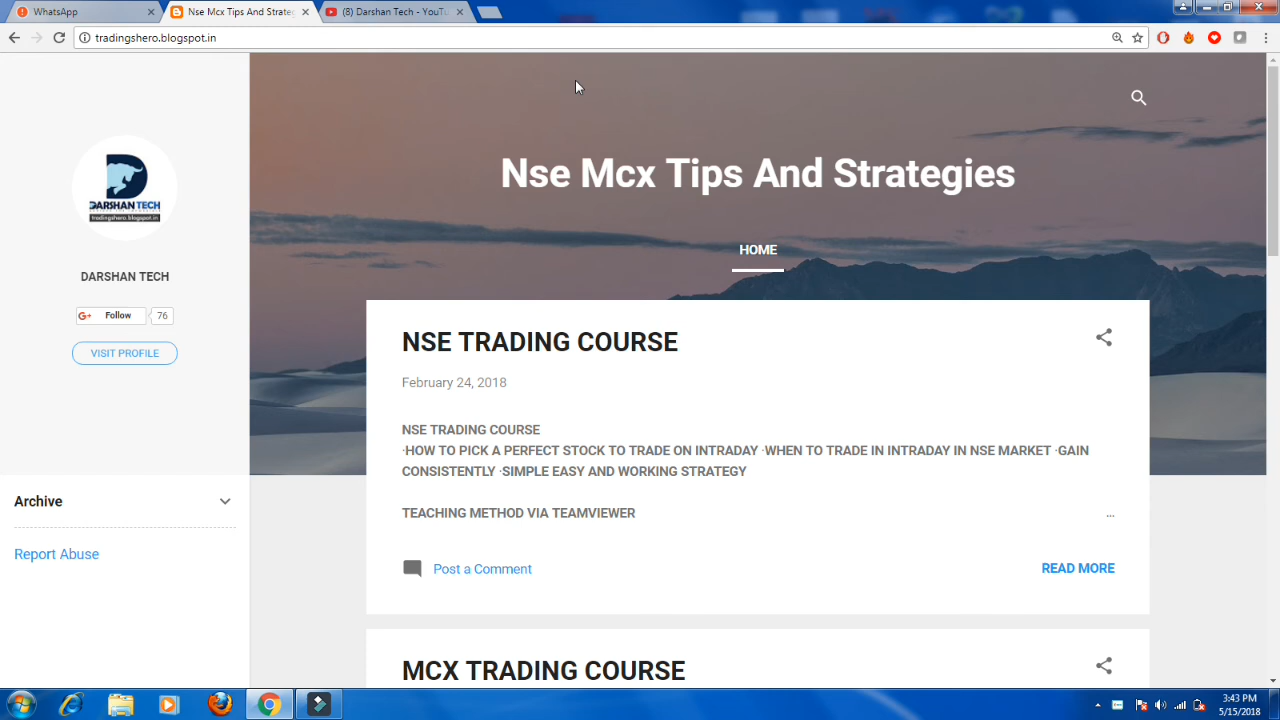 WhatsApp
Nse Mcx Tips And Strateg
(8) Darshan Tech - YouTu
tradingshero.blogspot.in
DARSHAN TECH
tradingshero.blogspot.in
DARSHAN TECH
G+ Follow 76
VISIT PROFILE
Archive
Report Abuse
Nse Mcx Tips And Strategies
HOME
NSE TRADING COURSE
February 24, 2018
NSE TRADING COURSE
·HOW TO PICK A PERFECT STOCK TO TRADE ON INTRADAY ·WHEN TO TRADE IN INTRADAY IN NSE MARKET ·GAIN
CONSISTENTLY ·SIMPLE EASY AND WORKING STRATEGY
TEACHING METHOD VIA TEAMVIEWER ...
Post a Comment
READ MORE
MCX TRADING COURSE
3:43 PM
5/15/2018